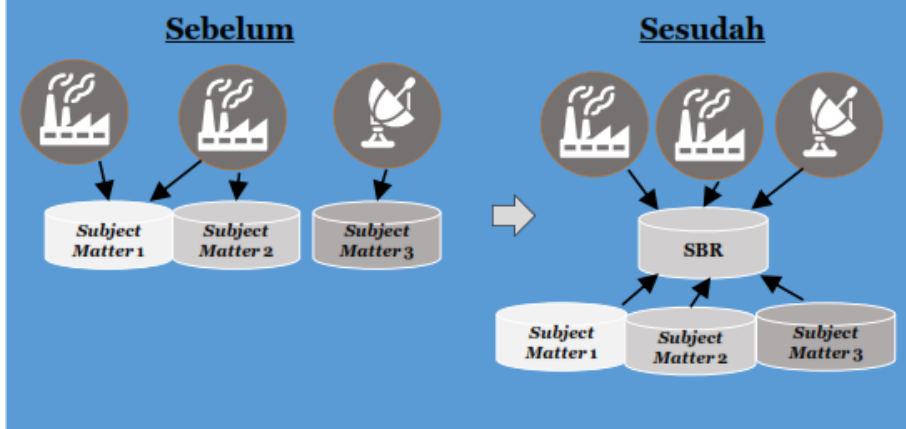 Sebelum
Subject
Matter 1
Subject
Matter 2
Subject
Matter 3
Sesudah
SBR
Subject
Matter 1
Subject
Matter 2
Subject
Matter 3